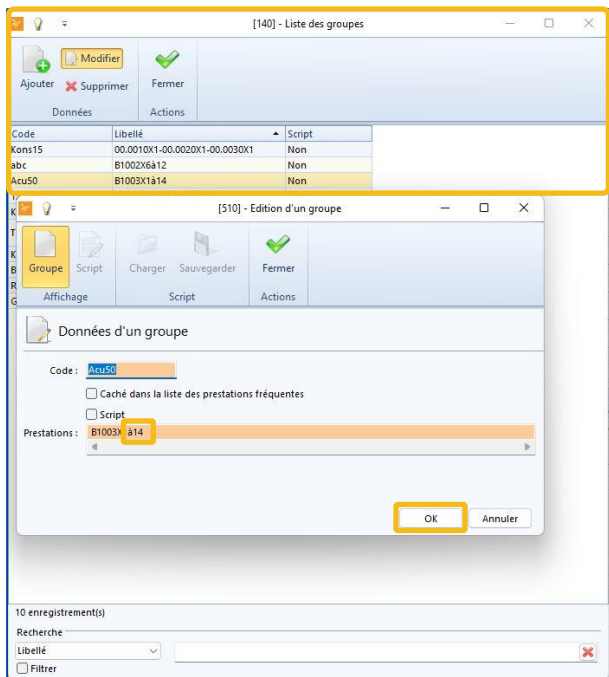 [140] - Liste des groupes
Ajouter
Modifier
Supprimer
Fermer
Données
Actions
Code Libellé Script
Kons15 00.0010X1-00.0020X1-00.0030X1 Non
abc B1002X6à12 Non
Acu50 B1003X1à14 Non
K
T
K
B
R
G
[510] - Edition d'un groupe
Groupe
Script
Charger
Sauvegarder
Fermer
Affichage
Script
Actions
Données d'un groupe
Code : Acu50
Caché dans la liste des prestations fréquentes
Script
Prestations : B1003X à14
OK
Annuler
10 enregistrement(s)
Recherche
Libellé
Filtrer